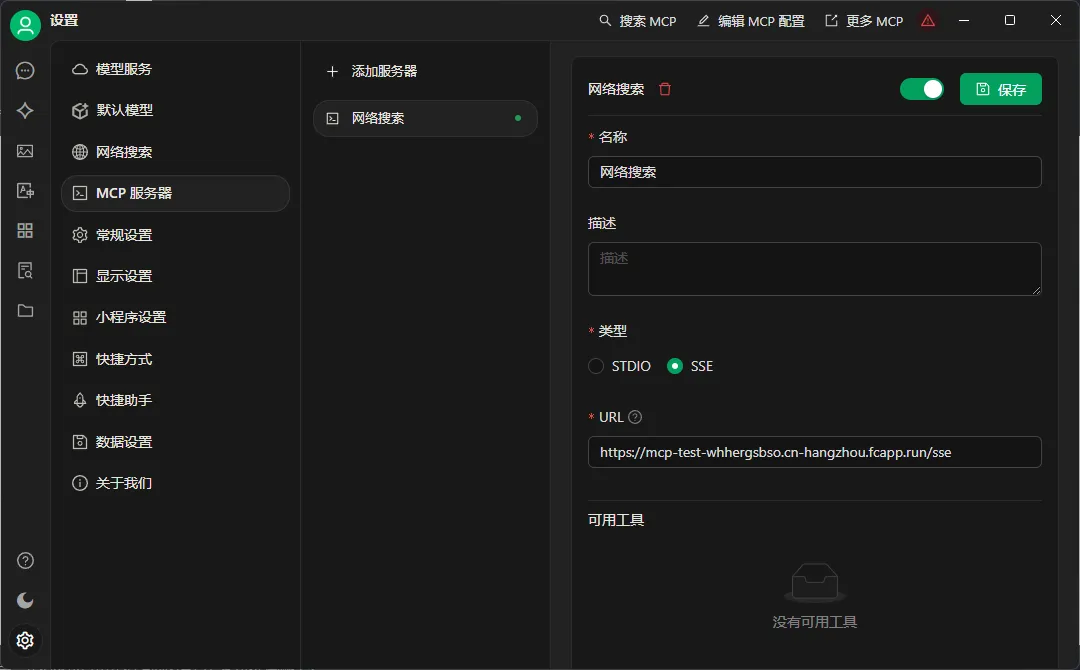 设置
搜索 MCP
编辑 MCP 配置
更多 MCP
模型服务
默认模型
网络搜索
MCP 服务器
常规设置
显示设置
小程序设置
快捷方式
快捷助手
数据设置
关于我们
添加服务器
网络搜索
网络搜索
保存
* 名称
网络搜索
描述
描述
* 类型
STDIO
SSE
* URL
https://mcp-test-whhergsbso.cn-hangzhou.fcapp.run/sse
可用工具
没有可用工具